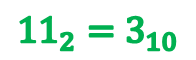 11₂ = 3₁₀